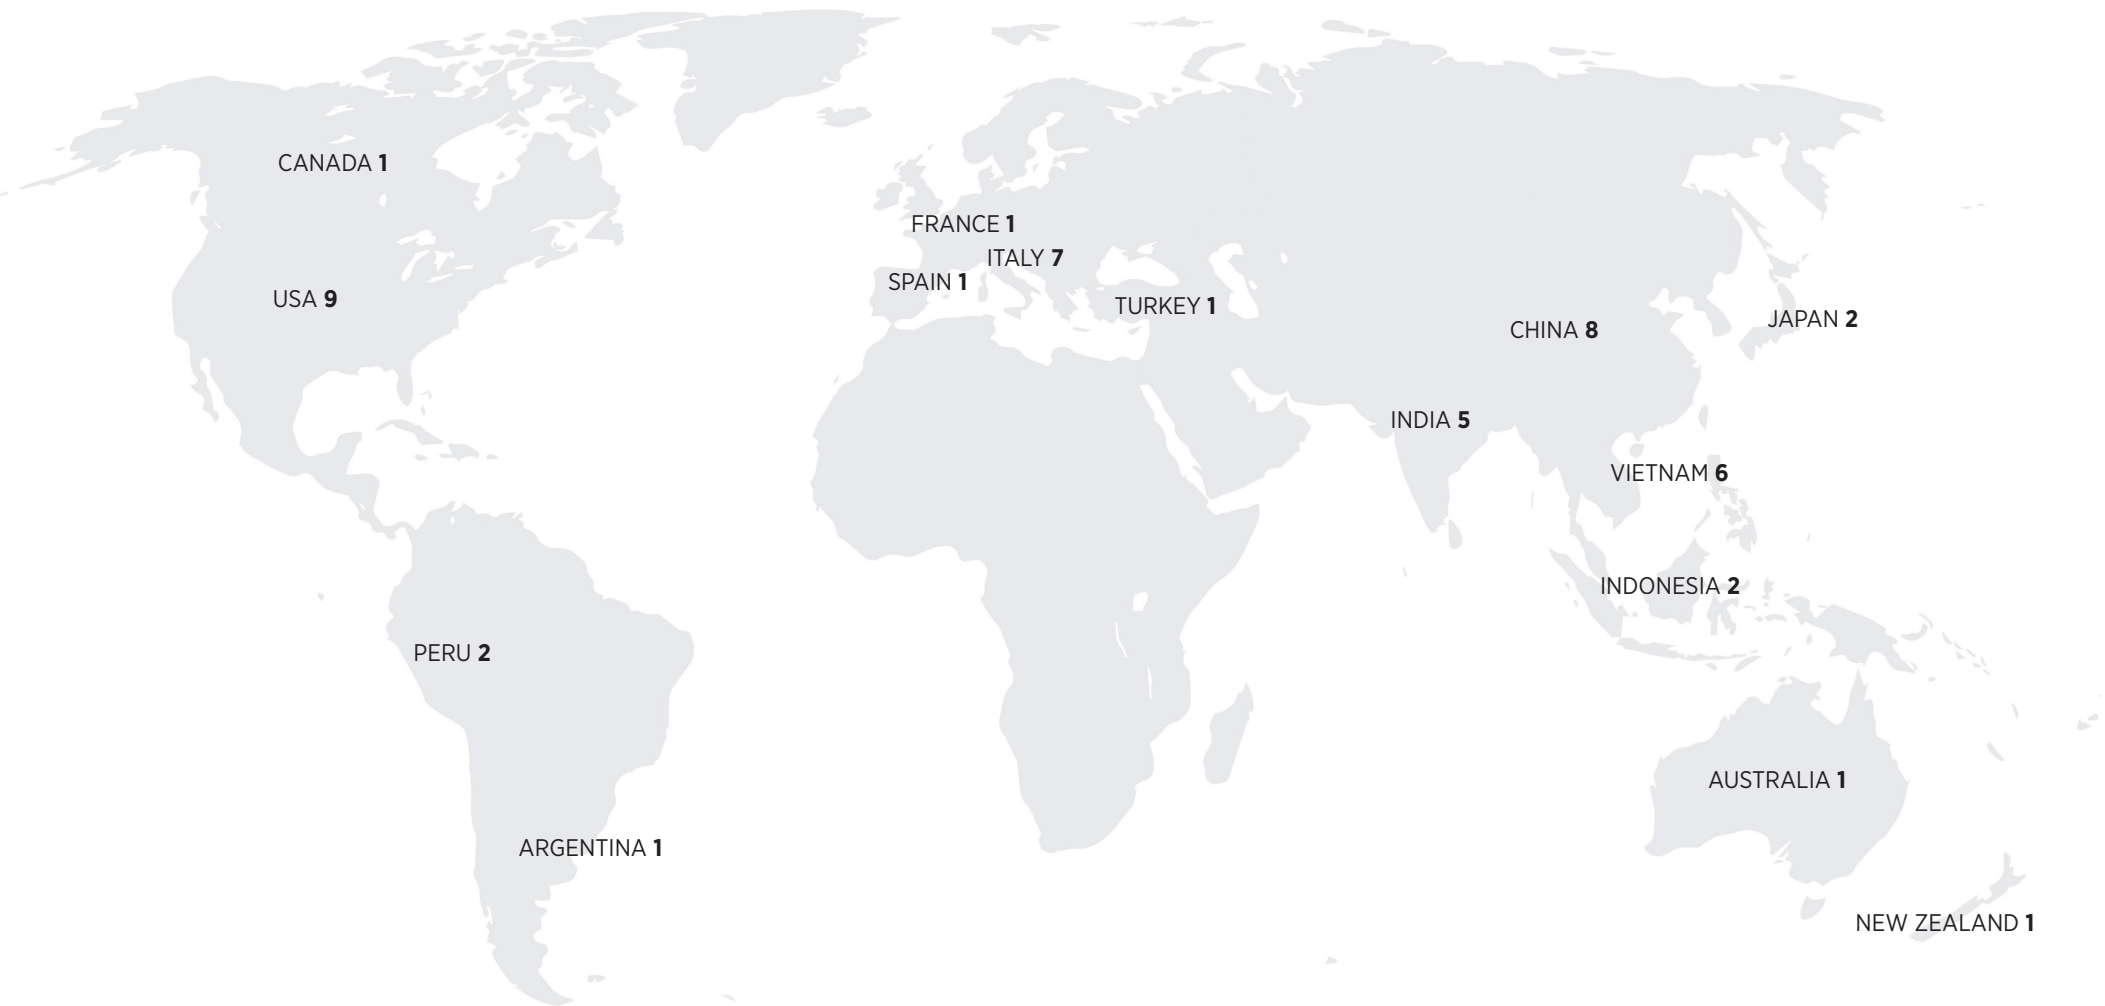 CANADA 1
FRANCE 1
ITALY 7
SPAIN 1
USA 9
TURKEY 1
JAPAN 2
CHINA 8
INDIA 5
VIETNAM 6
INDONESIA 2
PERU 2
AUSTRALIA 1
ARGENTINA 1
NEW ZEALAND 1